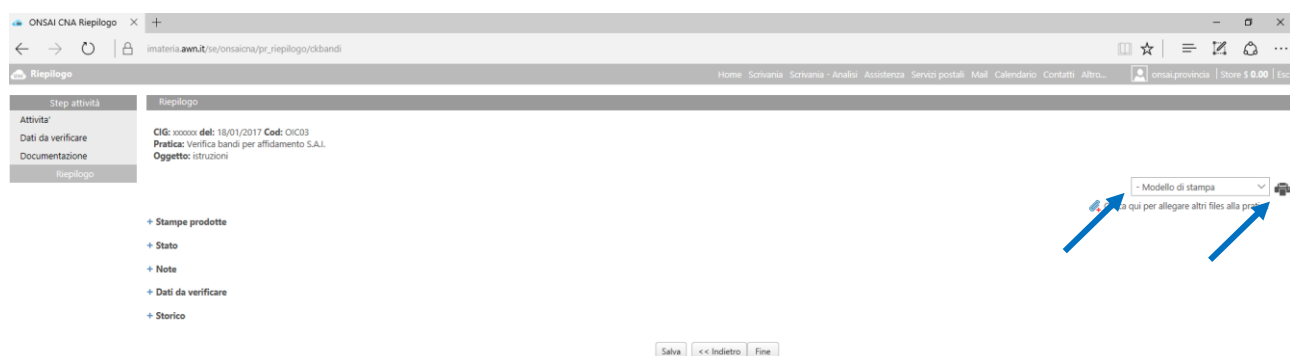 ONSAI CNA Riepilogo
imateria.awn.it/se/onsaicna/pr_riepilogo/ckbandi
Riepilogo
Home Scrivania Scrivania - Analisi Assistenza Servizi postali Mail Calendario Contatti Altro... onsai.provincia | Store $ 0.00 | Esc
Step attività
Riepilogo
Attivita'
Dati da verificare
Documentazione
Riepilogo
CIG: xxxxxx del: 18/01/2017 Cod: OIC03
Pratica: Verifica bandi per affidamento S.A.I.
Oggetto: istruzioni
- Modello di stampa
qui per allegare altri files alla
+ Stampe prodotte
+ Stato
+ Note
+ Dati da verificare
+ Storico
Salva << Indietro Fine